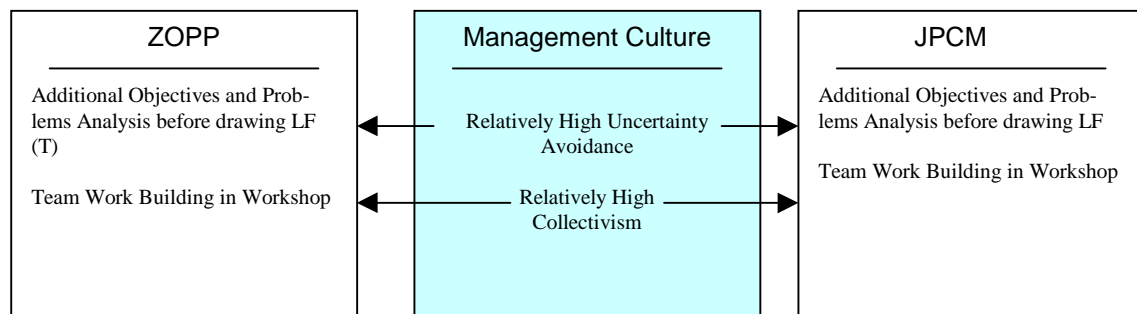 ZOPP
Additional Objectives and Prob-
lems Analysis before drawing LF
(T)
Team Work Building in Workshop
Management Culture
Relatively High Uncertainty
Avoidance
Relatively High
Collectivism
JPCM
Additional Objectives and Prob-
lems Analysis before drawing LF
Team Work Building in Workshop